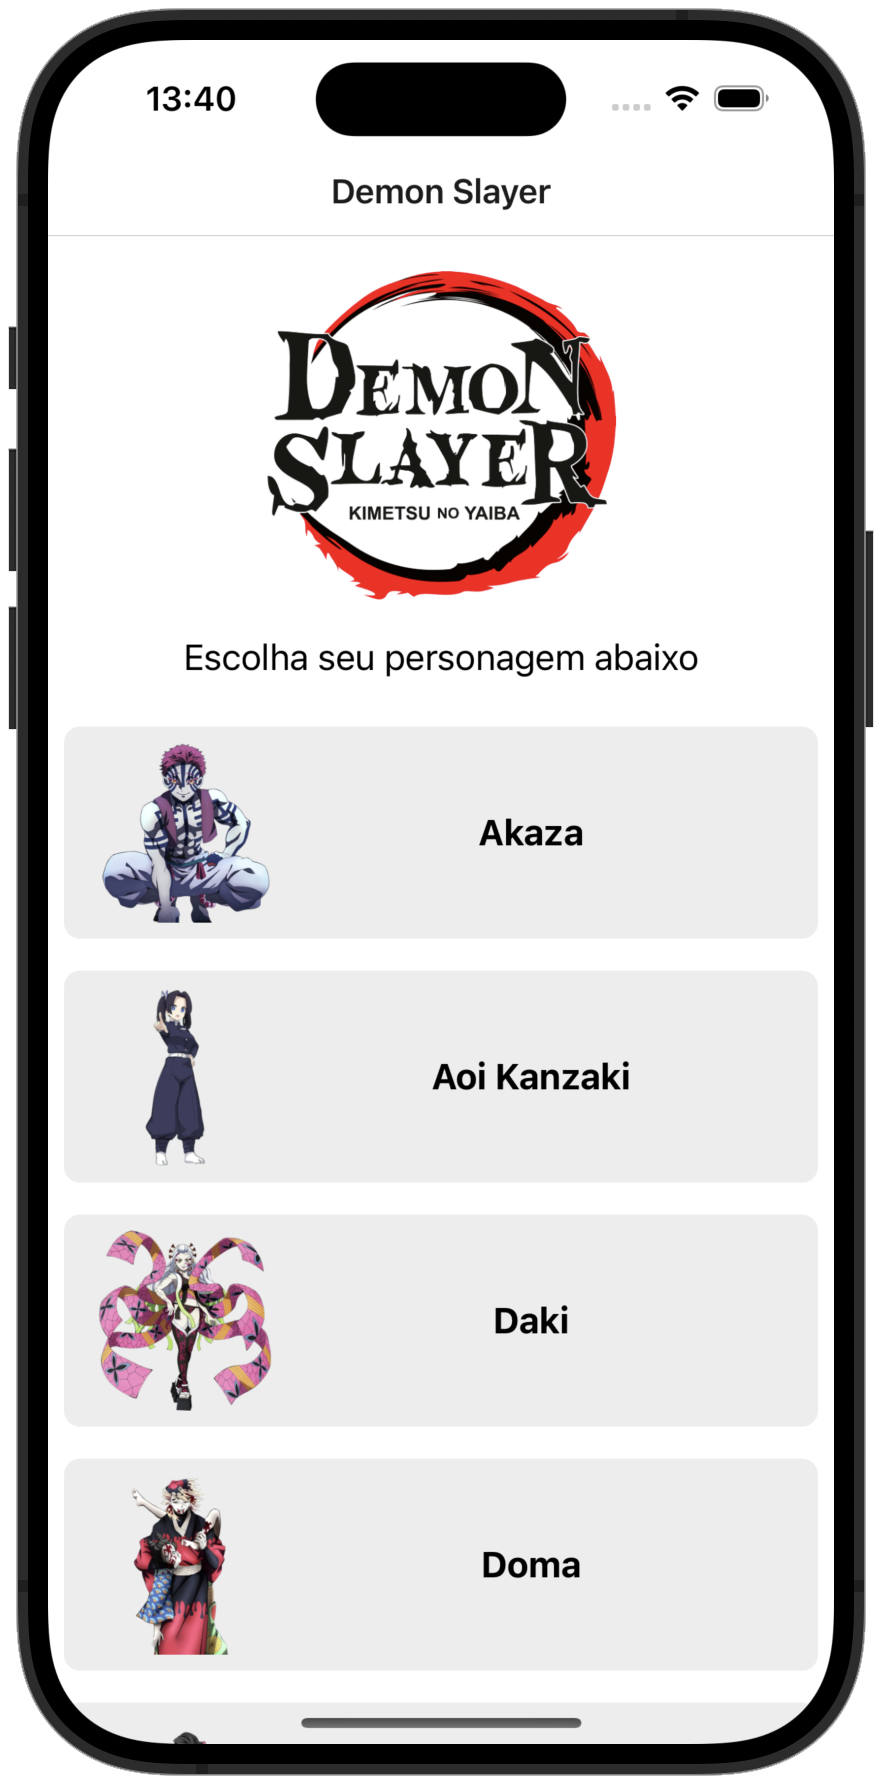 13:40
Demon Slayer
DEMON
SLAYER
KIMETSU NO YAIBA
Escolha seu personagem abaixo
Akaza
Aoi Kanzaki
Daki
Doma